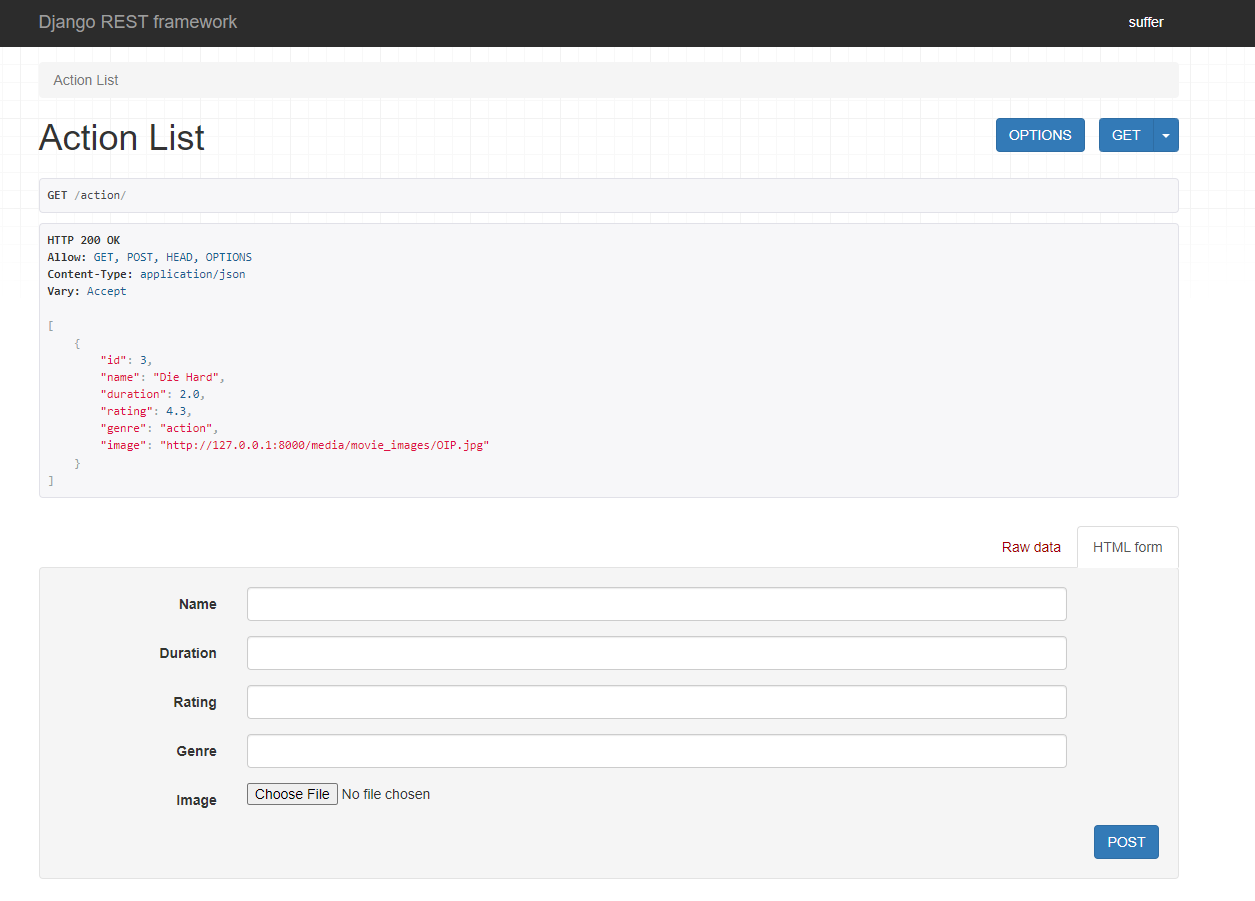 Django REST framework
suffer
Action List
Action List
OPTIONS
GET
GET /action/
HTTP 200 OK
Allow: GET, POST, HEAD, OPTIONS
Content-Type: application/json
Vary: Accept
[
    {
        "id": 3,
        "name": "Die Hard",
        "duration": 2.0,
        "rating": 4.3,
        "genre": "action",
        "image": "http://127.0.0.1:8000/media/movie_images/OIP.jpg"
    }
]
Raw data
HTML form
Name
Duration
Rating
Genre
Image
Choose File No file chosen
POST